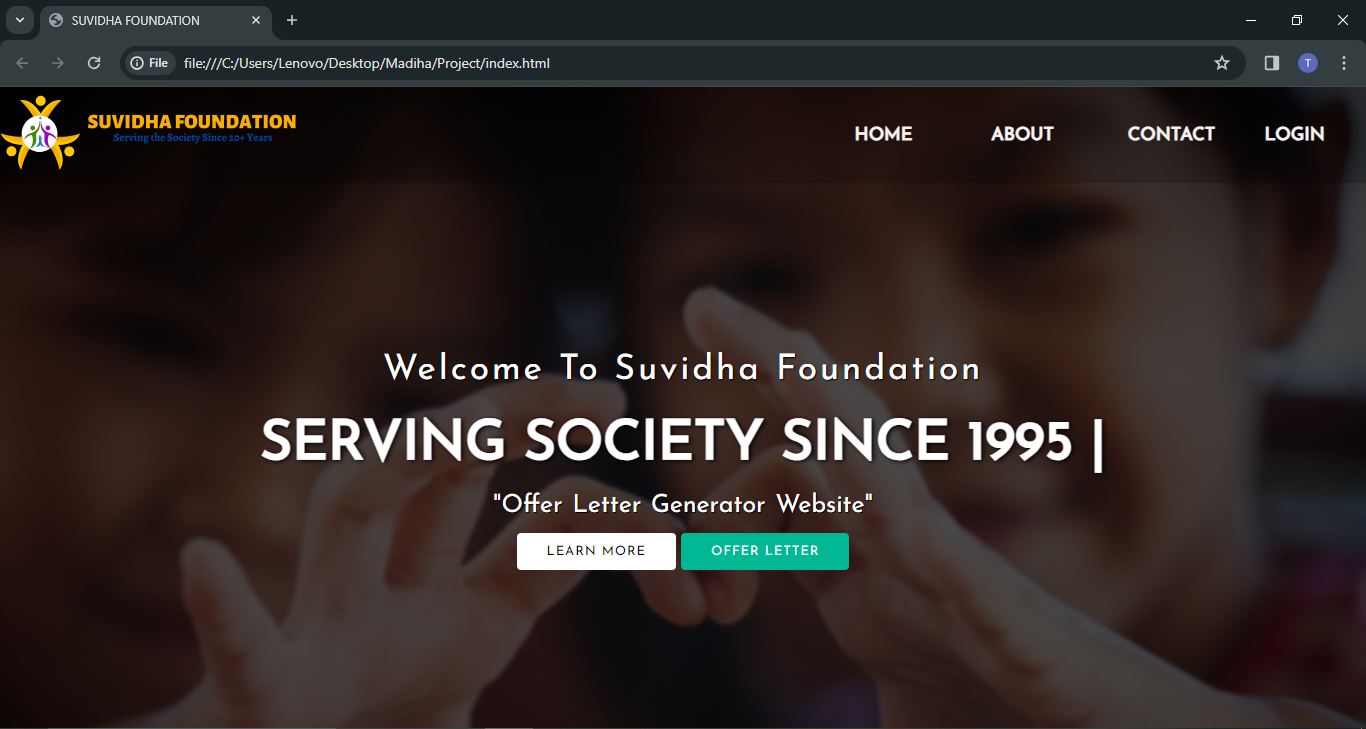 SUVIDHA FOUNDATION
File file:///C:/Users/Lenovo/Desktop/Madiha/Project/index.html
T
SUVIDHA FOUNDATION
Serving the Society Since 20+ Years
HOME ABOUT CONTACT LOGIN
Welcome To Suvidha Foundation
SERVING SOCIETY SINCE 1995 |
"Offer Letter Generator Website"
LEARN MORE OFFER LETTER